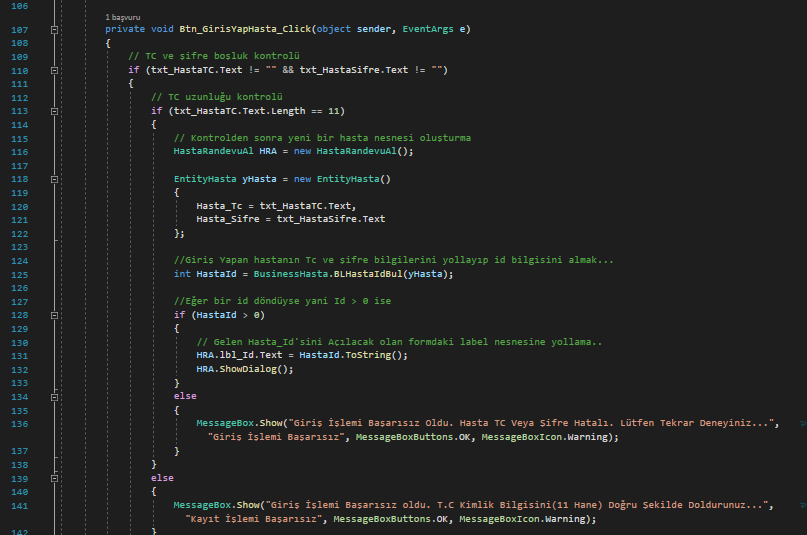 106
1 başvuru
107 private void Btn_GirisYapHasta_Click(object sender, EventArgs e)
108 {
109 // TC ve şifre boşluk kontrolü
110 if (txt_HastaTC.Text != "" && txt_HastaSifre.Text != "")
111 {
112 // TC uzunluğu kontrolü
113 if (txt_HastaTC.Text.Length == 11)
114 {
115 // Kontrolden sonra yeni bir hasta nesnesi oluşturma
116 HastaRandevuAl HRA = new HastaRandevuAl();
117
118 EntityHasta yHasta = new EntityHasta()
119 {
120 Hasta_Tc = txt_HastaTC.Text,
121 Hasta_Sifre = txt_HastaSifre.Text
122 };
123
124 //Giriş Yapan hastanın Tc ve şifre bilgilerini yollayıp id bilgisini almak...
125 int HastaId = BusinessHasta.BLHastaIdBul(yHasta);
126
127 //Eğer bir id döndüyse yani Id > 0 ise
128 if (HastaId > 0)
129 {
130 // Gelen Hasta_Id'sini Açılacak olan formdaki label nesnesine yollama..
131 HRA.lbl_Id.Text = HastaId.ToString();
132 HRA.ShowDialog();
133 }
134 else
135 {
136 MessageBox.Show("Giriş İşlemi Başarısız Oldu. Hasta TC Veya Şifre Hatalı. Lütfen Tekrar Deneyiniz...",
"Giriş İşlemi Başarısız", MessageBoxButtons.OK, MessageBoxIcon.Warning);
137 }
138 }
139 else
140 {
141 MessageBox.Show("Giriş İşlemi Başarısız oldu. T.C Kimlik Bilgisini(11 Hane) Doğru Şekilde Doldurunuz...",
"Kayıt İşlemi Başarısız", MessageBoxButtons.OK, MessageBoxIcon.Warning);
142 }